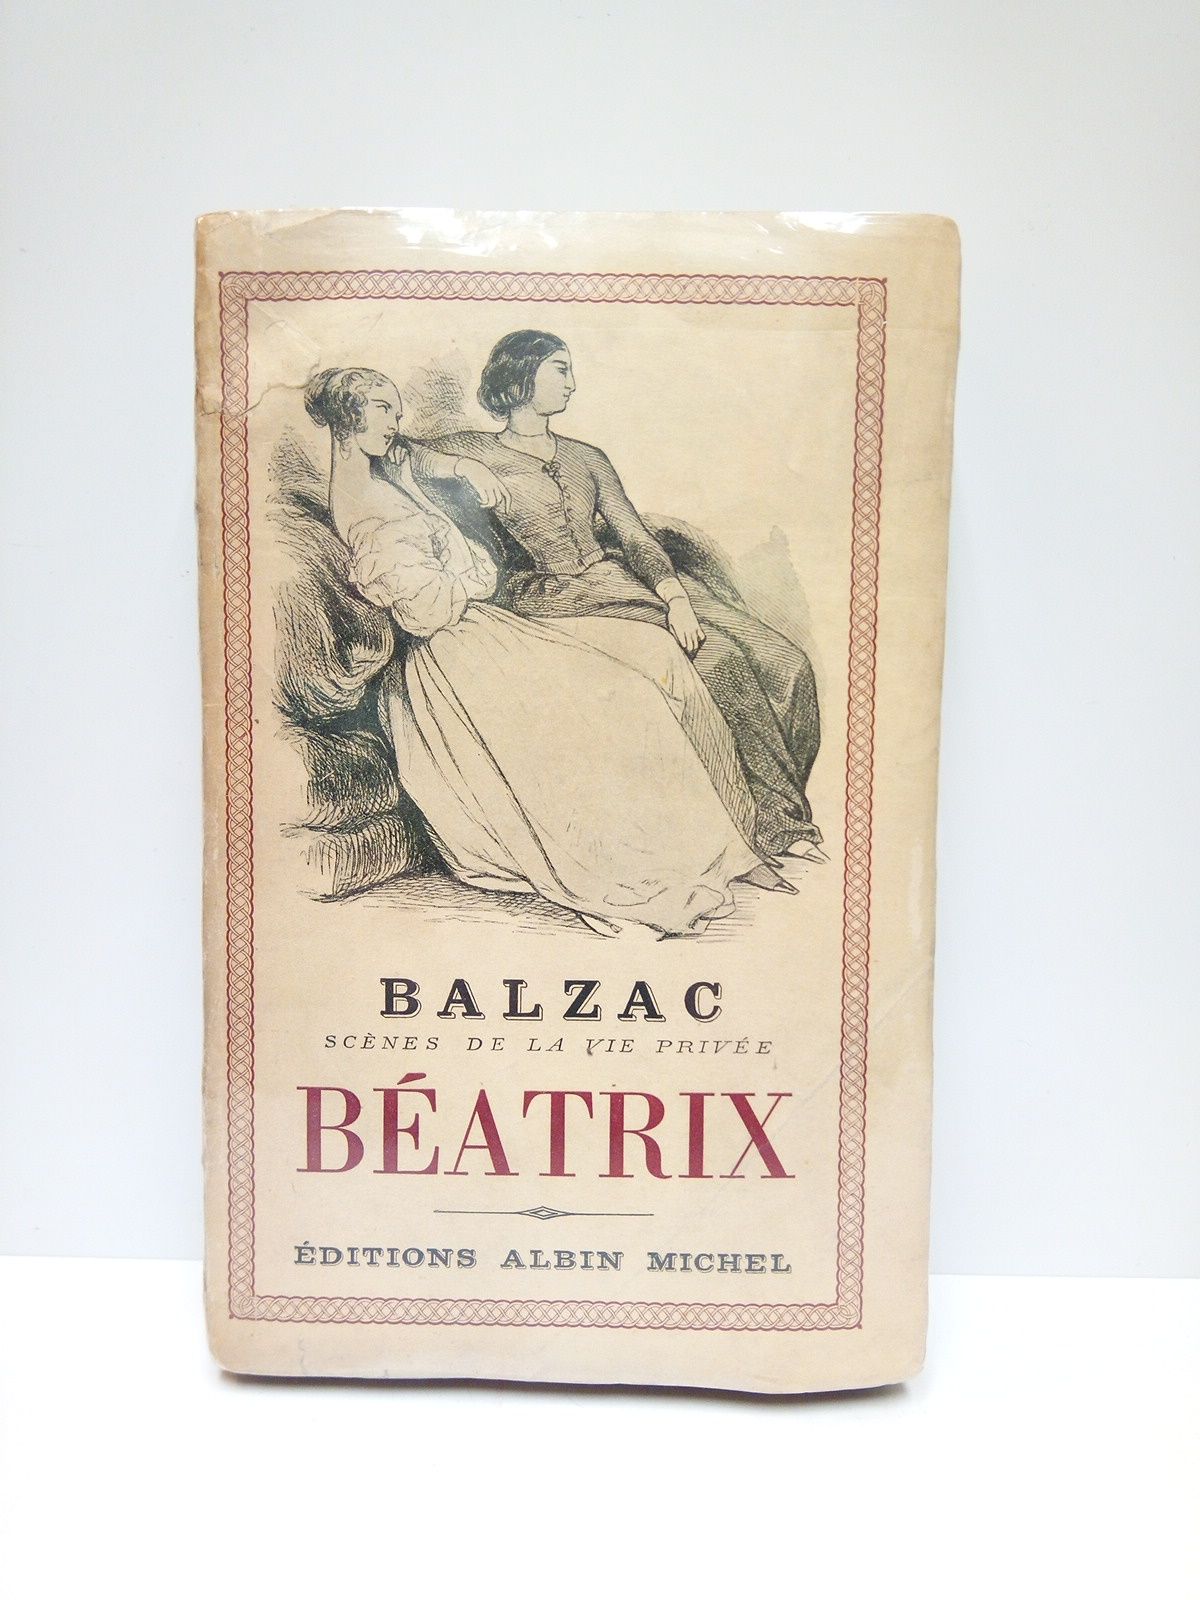 BALZAC
SCÈNES DE LA VIE PRIVÉE
BÉATRIX
ÉDITIONS ALBIN MICHEL